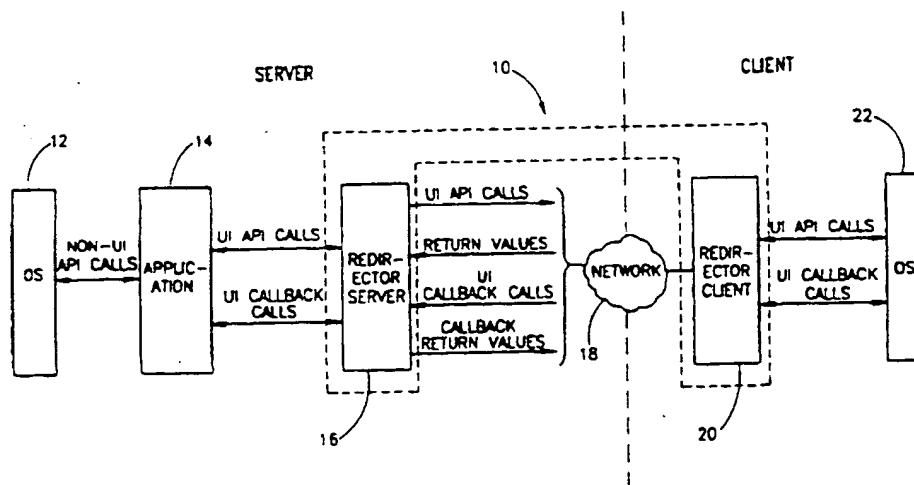 SERVER
10
CLIENT
12
14
22
OS
NON-UI
API CALLS
APPLIC-
ATION
UI API CALLS
UI CALLBACK
CALLS
REDIR-
ECTOR
SERVER
16
UI API CALLS
RETURN VALUES
UI
CALLBACK CALLS
CALLBACK
RETURN VALUES
NETWORK
18
REDIR-
ECTOR
CLIENT
20
UI API CALLS
UI CALLBACK
CALLS
OS